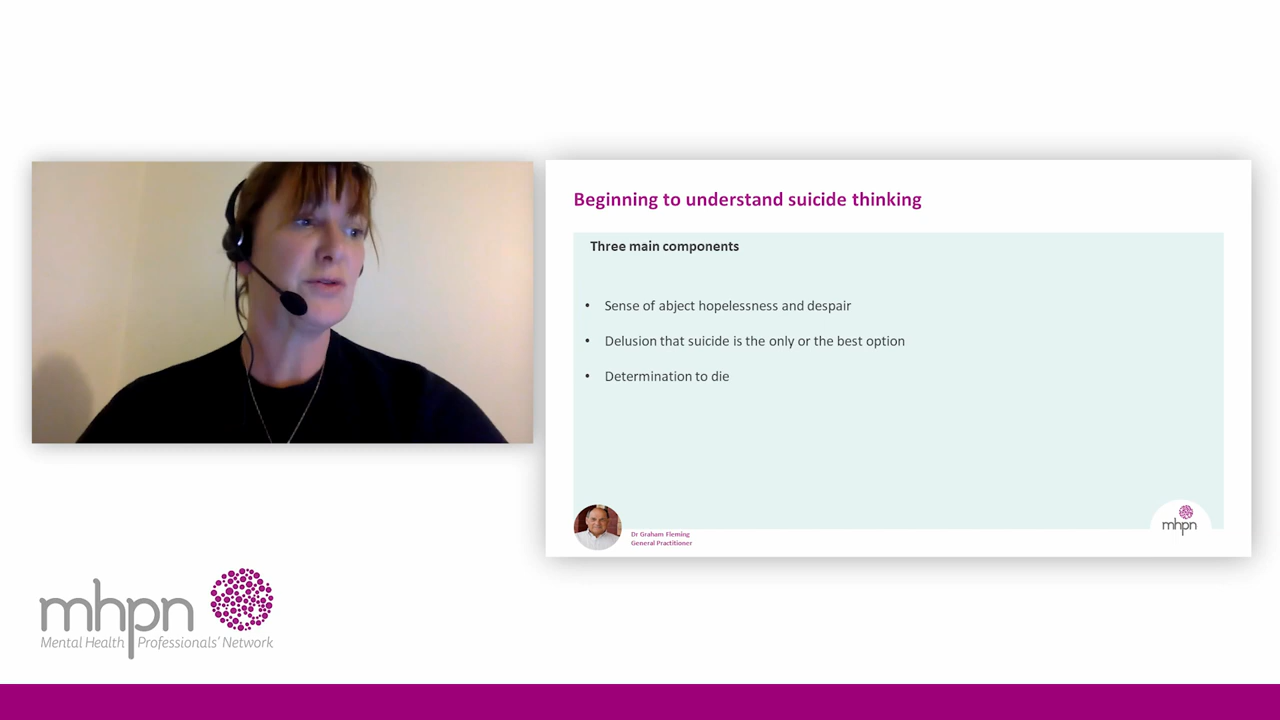 Beginning to understand suicide thinking
Three main components
• Sense of abject hopelessness and despair
• Delusion that suicide is the only or the best option
• Determination to die
Dr Graham Fleming
General Practitioner
mhpn
mhpn
Mental Health Professionals' Network